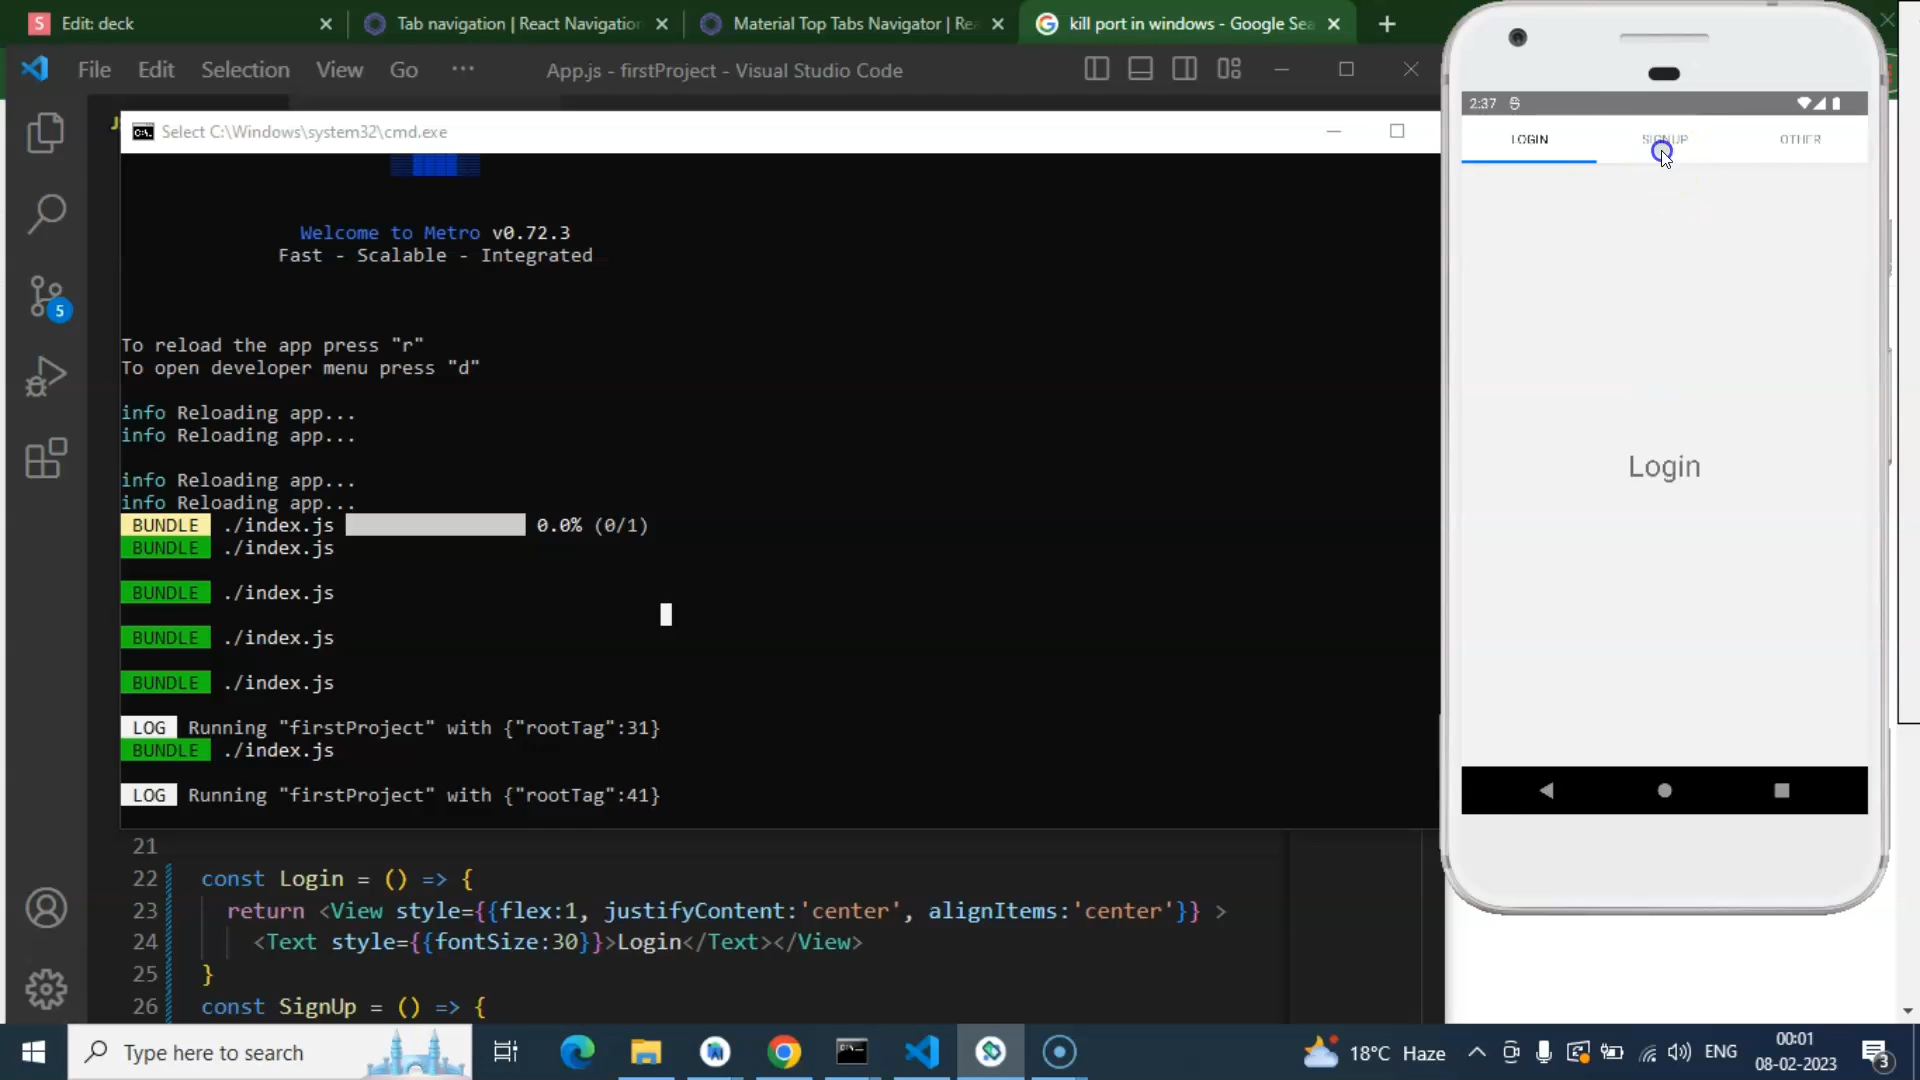 Edit: deck
Tab navigation | React Navigation
Material Top Tabs Navigator | Rea
kill port in windows - Google Sea
File Edit Selection View Go ... App.js - firstProject - Visual Studio Code
Select C:\Windows\system32\cmd.exe
Welcome to Metro v0.72.3
Fast - Scalable - Integrated
To reload the app press "r"
To open developer menu press "d"
info Reloading app...
info Reloading app...
info Reloading app...
info Reloading app...
BUNDLE ./index.js 0.0% (0/1)
BUNDLE ./index.js
BUNDLE ./index.js
BUNDLE ./index.js
BUNDLE ./index.js
LOG Running "firstProject" with {"rootTag":31}
BUNDLE ./index.js
LOG Running "firstProject" with {"rootTag":41}
21
22 const Login = () => {
23 return <View style={{flex:1, justifyContent:'center', alignItems:'center'}} >
24 <Text style={{fontSize:30}}>Login</Text></View>
25 }
26 const SignUp = () => {
5
2:37
LOGIN SIGNUP OTHER
Login
Type here to search
18°C Haze
ENG
00:01
08-02-2023
3